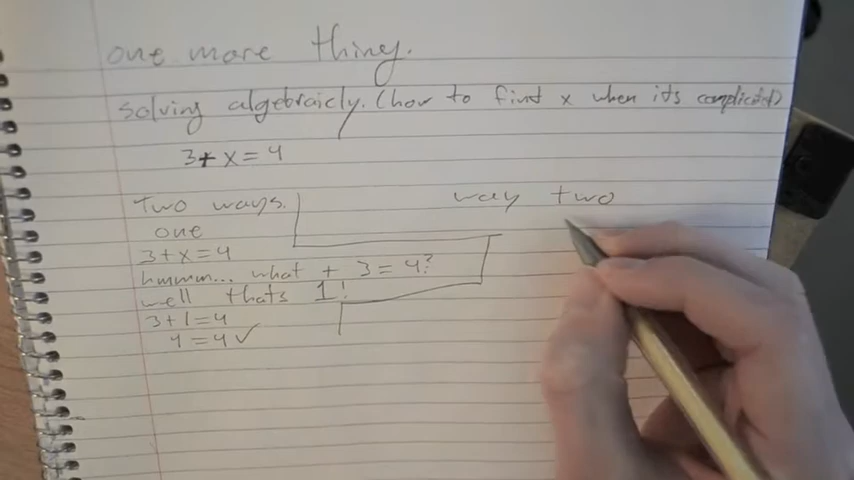 one more thing.
solving algebraicly. (how to find x when its complicated)
3+x=4
Two ways.
one
3+x=4
hmmm... what + 3 = 4?
well thats 1!
3+1=4
4=4✓
way two